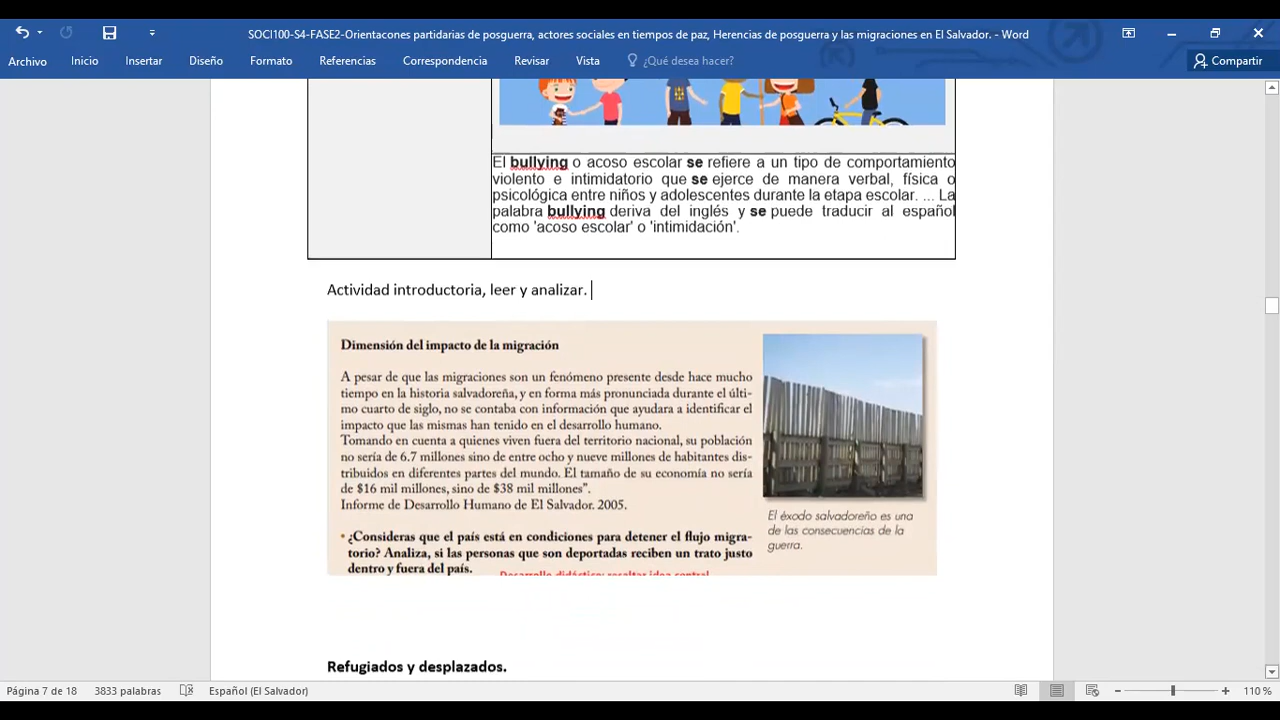 SOCI100-S4-FASE2-Orientacones partidarias de posguerra, actores sociales en tiempos de paz, Herencias de posguerra y las migraciones en El Salvador. - Word
Archivo Inicio Insertar Diseño Formato Referencias Correspondencia Revisar Vista ¿Qué desea hacer? Compartir
El bullying o acoso escolar se refiere a un tipo de comportamiento
violento e intimidatorio que se ejerce de manera verbal, física o
psicológica entre niños y adolescentes durante la etapa escolar. ... La
palabra bullying deriva del inglés y se puede traducir al español
como 'acoso escolar' o 'intimidación'.
Actividad introductoria, leer y analizar.
Dimensión del impacto de la migración
A pesar de que las migraciones son un fenómeno presente desde hace mucho
tiempo en la historia salvadoreña, y en forma más pronunciada durante el últi-
mo cuarto de siglo, no se contaba con información que ayudara a identificar el
impacto que las mismas han tenido en el desarrollo humano.
Tomando en cuenta a quienes viven fuera del territorio nacional, su población
no sería de 6.7 millones sino de entre ocho y nueve millones de habitantes dis-
tribuidos en diferentes partes del mundo. El tamaño de su economía no sería
de $16 mil millones, sino de $38 mil millones".
Informe de Desarrollo Humano de El Salvador. 2005.
• ¿Consideras que el país está en condiciones para detener el flujo migra-
torio? Analiza, si las personas que son deportadas reciben un trato justo
dentro y fuera del país.
Desarrollo didáctico: resaltar idea central
El éxodo salvadoreño es una
de las consecuencias de la
guerra.
Refugiados y desplazados.
Página 7 de 18 3833 palabras Español (El Salvador) 110 %